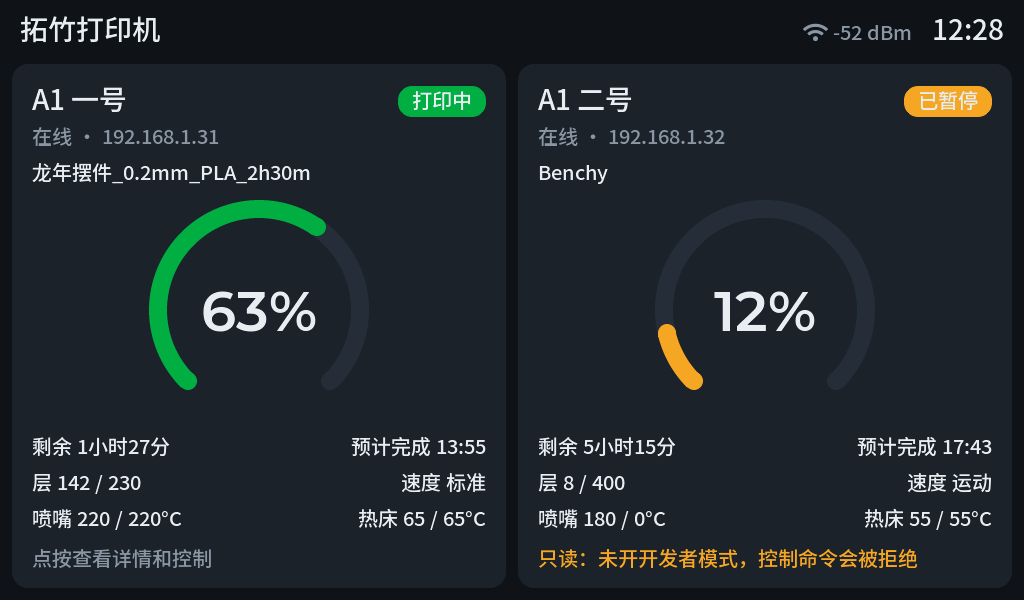 拓竹打印机
-52 dBm 12:28
A1 一号
打印中
在线 · 192.168.1.31
龙年摆件_0.2mm_PLA_2h30m
63%
剩余 1小时27分
预计完成 13:55
层 142 / 230
速度 标准
喷嘴 220 / 220°C
热床 65 / 65°C
点按查看详情和控制
A1 二号
已暂停
在线 · 192.168.1.32
Benchy
12%
剩余 5小时15分
预计完成 17:43
层 8 / 400
速度 运动
喷嘴 180 / 0°C
热床 55 / 55°C
只读：未开开发者模式，控制命令会被拒绝